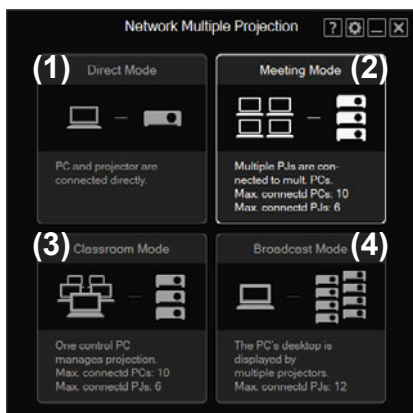 Network Multiple Projection ? _ X
(1) Direct Mode
PC and projector are
connected directly.
Meeting Mode (2)
Multiple PJs are con-
nected to mult. PCs.
Max. connectd PCs: 10
Max. connectd PJs: 6
(3) Classroom Mode
One control PC
manages projection.
Max. connectd PCs: 10
Max. connectd PJs: 6
Broadcast Mode (4)
The PC's desktop is
displayed by
multiple projectors.
Max. connectd PJs: 12